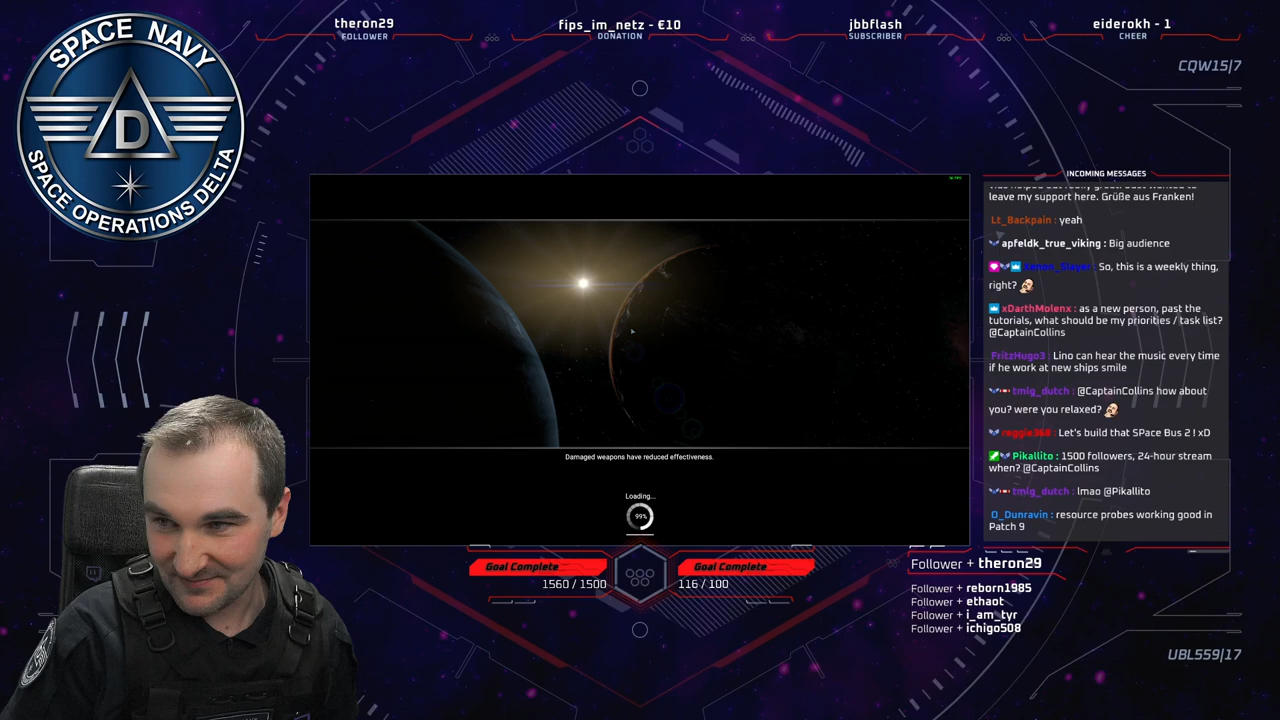 SPACE NAVY
D
SPACE OPERATIONS DELTA
theron29
FOLLOWER
fips_im_netz - €10
DONATION
jbbflash
SUBSCRIBER
eiderokh - 1
CHEER
CQW15|7
INCOMING MESSAGES
leave my support here. Grüße aus Franken!
Lt_Backpain : yeah
apfeldk_true_viking : Big audience
Xenon_Slayer : So, this is a weekly thing,
right?
xDarthMolenx : as a new person, past the
tutorials, what should be my priorities / task list?
@CaptainCollins
FritzHugo3 : Lino can hear the music every time
if he work at new ships smile
tmlg_dutch : @CaptainCollins how about
you? were you relaxed?
reggie368 : Let's build that SPace Bus 2 ! xD
Pikallito : 1500 followers, 24-hour stream
when? @CaptainCollins
tmlg_dutch : lmao @Pikallito
O_Dunravin : resource probes working good in
Patch 9
Damaged weapons have reduced effectiveness.
Loading...
99%
Goal Complete
1560 / 1500
Goal Complete
116 / 100
Follower + theron29
Follower + reborn1985
Follower + ethaot
Follower + i_am_tyr
Follower + ichigo508
UBL559|17